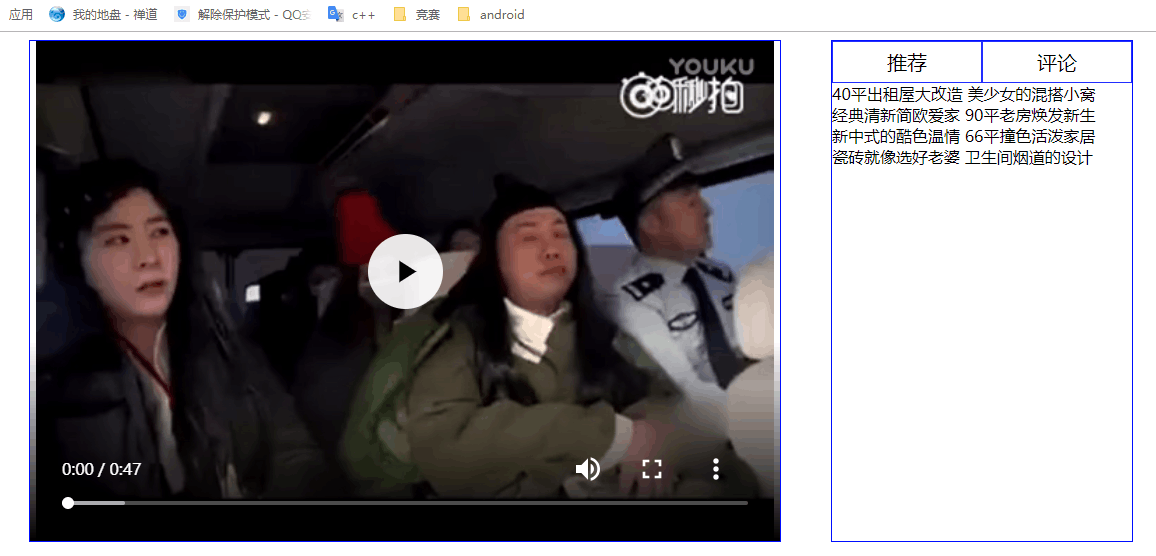 应用 我的地盘 - 禅道 解除保护模式 - QQ安 c++ 竞赛 android
YOUKU
秒拍
0:00 / 0:47
推荐 评论
40平出租屋大改造 美少女的混搭小窝
经典清新简欧爱家 90平老房焕发新生
新中式的酷色温情 66平撞色活泼家居
瓷砖就像选好老婆 卫生间烟道的设计